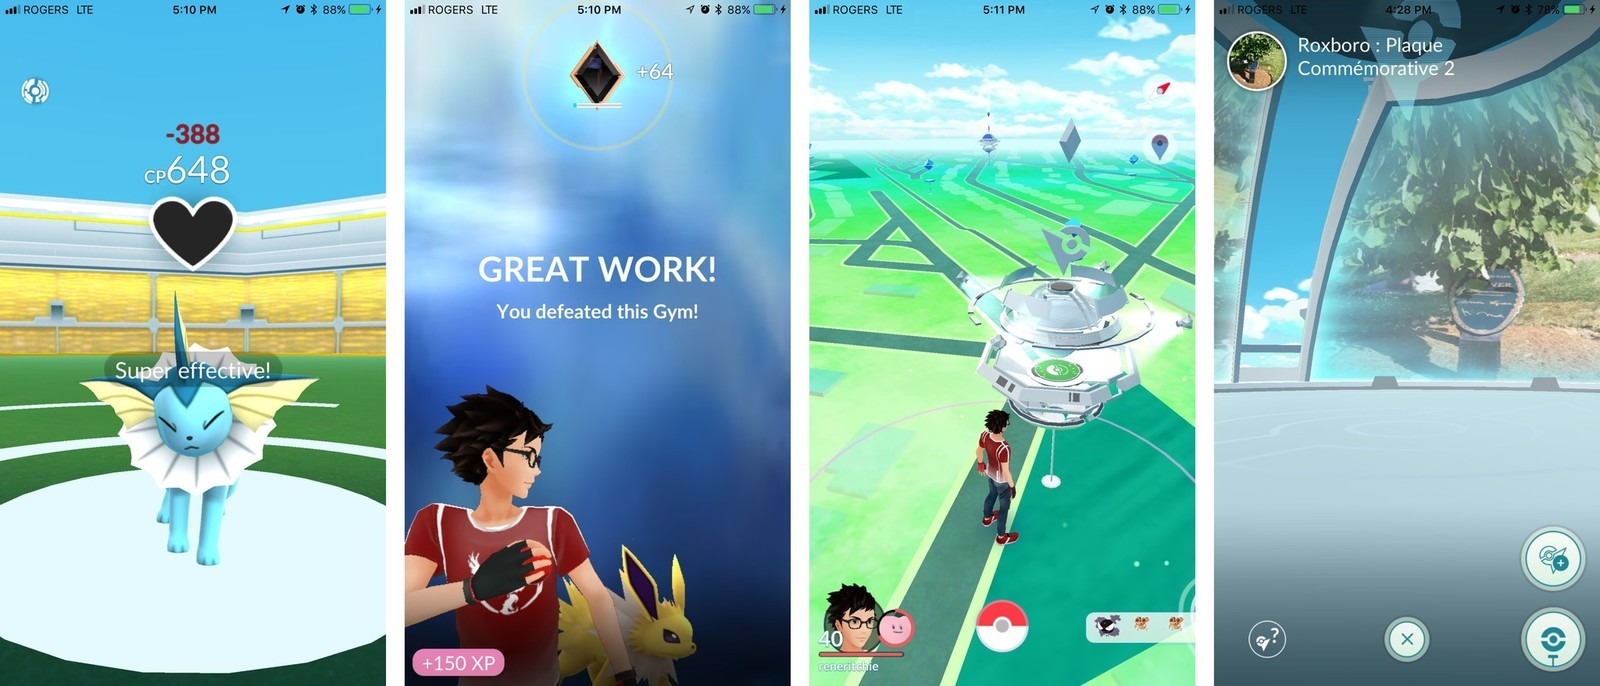 ROGERS LTE 5:10 PM 88%
-388
CP648
Super effective!
ROGERS LTE 5:10 PM 88%
+64
GREAT WORK!
You defeated this Gym!
+150 XP
ROGERS LTE 5:11 PM 88%
40
reneritchie
ROGERS LTE 4:28 PM 78%
Roxboro : Plaque
Commémorative 2
?